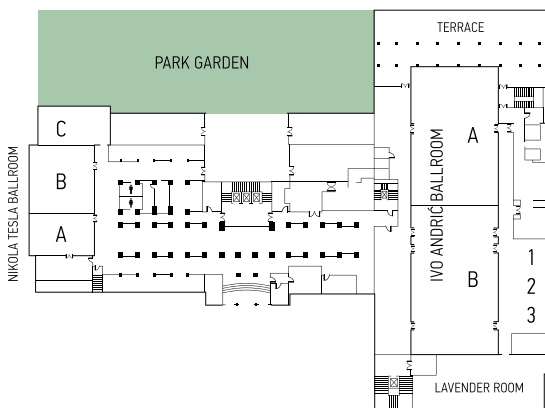 TERRACE
PARK GARDEN
C
B
A
NIKOLA TESLA BALLROOM
A
IVO ANDRIĆ BALLROOM
B
1
2
3
LAVENDER ROOM